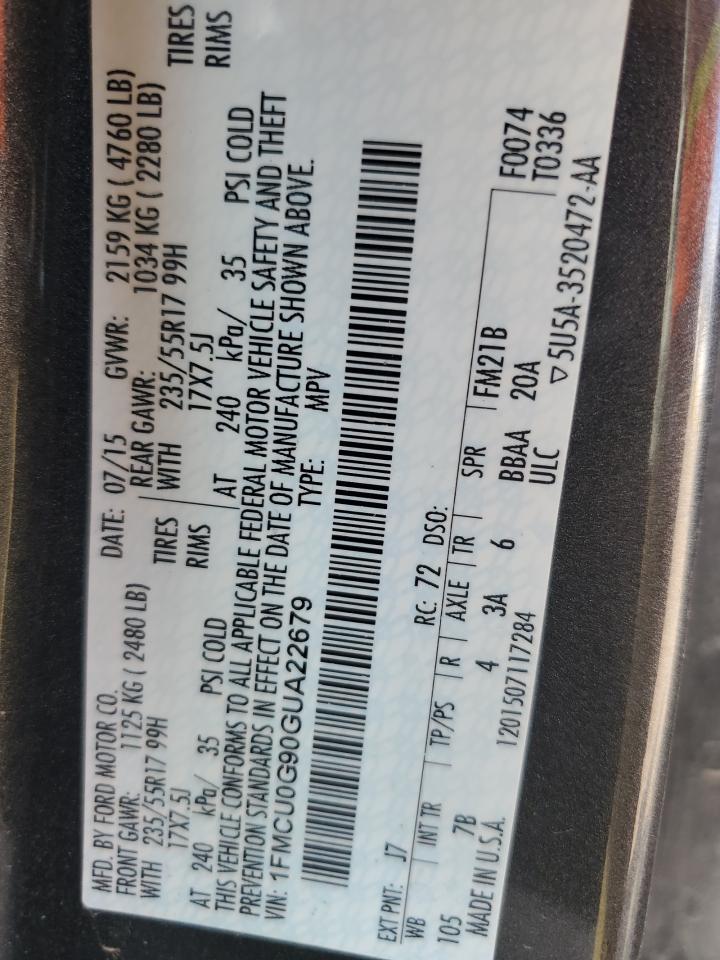 MFD. BY FORD MOTOR CO.
DATE: 07/15 GVWR: 2159 KG ( 4760 LB)
FRONT GAWR: 1125 KG ( 2480 LB) REAR GAWR: 1034 KG ( 2280 LB)
WITH 235/55R17 99H TIRES WITH 235/55R17 99H TIRES
17X7.5J RIMS 17X7.5J RIMS
AT 240 kPa/ 35 PSI COLD AT 240 kPa/ 35 PSI COLD
THIS VEHICLE CONFORMS TO ALL APPLICABLE FEDERAL MOTOR VEHICLE SAFETY AND THEFT
PREVENTION STANDARDS IN EFFECT ON THE DATE OF MANUFACTURE SHOWN ABOVE.
VIN: 1FMCU0G90GUA22679 TYPE: MPV
EXT PNT: J7 RC: 72 DSO:
WB INT TR TP/PS R AXLE TR SPR FM21B F0074
105 7B 4 3A 6 BBAA 20A T0336
MADE IN U.S.A. 1201507117284 ULC ▽5U5A-3520472-AA